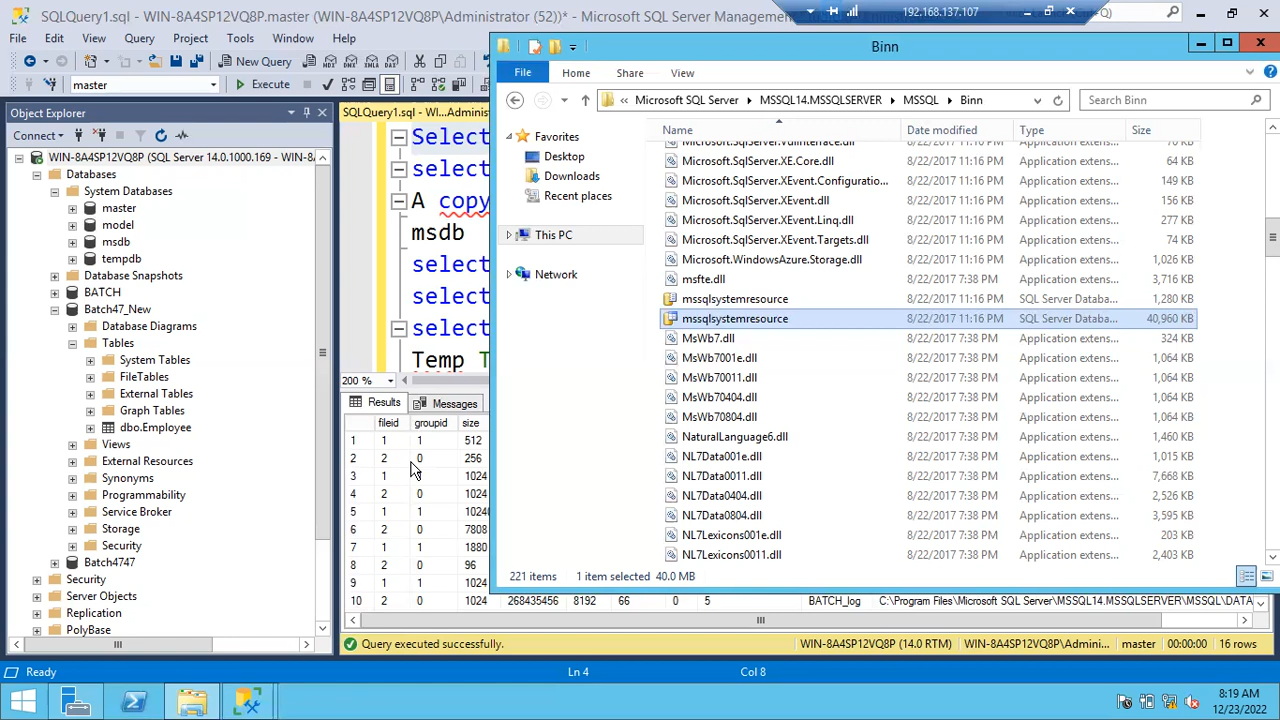 SQLQuery1.sql - WIN-8A4SP12VQ8P.master
P\Administrator (52))* - Microsoft SQL Server Manage
192.168.137.107
Q)
File Edit View Query Project Tools Window Help
New Query
master
Execute
Object Explorer
Connect
WIN-8A4SP12VQ8P (SQL Server 14.0.1000.169 - WIN-8A
Databases
System Databases
master
model
msdb
tempdb
Database Snapshots
BATCH
Batch47_New
Database Diagrams
Tables
System Tables
FileTables
External Tables
Graph Tables
dbo.Employee
Views
External Resources
Synonyms
Programmability
Service Broker
Storage
Security
Batch4747
Security
Server Objects
Replication
PolyBase
SQLQuery1.sql - WI...Administ
Select
select
A copy
msdb
select
select
select
Temp T
200 %
Results Messages
fileid groupid size
1 1 1 512
2 2 0 256
3 1 1 1024
4 2 0 1024
5 1 1 10240
6 2 0 7808
7 1 1 1880
8 2 0 96
9 1 1 1024
10 2 0 1024 268435456 8192 66 0 5 BATCH_log C:\Program Files\Microsoft SQL Server\MSSQL14.MSSQLSERVER\MSSQL\DATA
Query executed successfully. WIN-8A4SP12VQ8P (14.0 RTM) WIN-8A4SP12VQ8P\Admini... master 00:00:00 16 rows
Binn
File Home Share View
« Microsoft SQL Server MSSQL14.MSSQLSERVER MSSQL Binn
Search Binn
Favorites
Desktop
Downloads
Recent places
This PC
Network
Name Date modified Type Size
Microsoft.SqlServer.XE.Core.dll 8/22/2017 11:16 PM Application extens... 64 KB
Microsoft.SqlServer.XEvent.Configuratio... 8/22/2017 11:16 PM Application extens... 149 KB
Microsoft.SqlServer.XEvent.dll 8/22/2017 11:16 PM Application extens... 156 KB
Microsoft.SqlServer.XEvent.Linq.dll 8/22/2017 11:16 PM Application extens... 277 KB
Microsoft.SqlServer.XEvent.Targets.dll 8/22/2017 11:16 PM Application extens... 74 KB
Microsoft.WindowsAzure.Storage.dll 8/22/2017 11:16 PM Application extens... 1,064 KB
msfte.dll 8/22/2017 7:38 PM Application extens... 3,716 KB
mssqlsystemresource 8/22/2017 11:16 PM SQL Server Databa... 1,280 KB
mssqlsystemresource 8/22/2017 11:16 PM SQL Server Databa... 40,960 KB
MsWb7.dll 8/22/2017 7:38 PM Application extens... 324 KB
MsWb7001e.dll 8/22/2017 7:38 PM Application extens... 1,064 KB
MsWb70011.dll 8/22/2017 7:38 PM Application extens... 1,064 KB
MsWb70404.dll 8/22/2017 7:38 PM Application extens... 1,064 KB
MsWb70804.dll 8/22/2017 7:38 PM Application extens... 1,064 KB
NaturalLanguage6.dll 8/22/2017 7:38 PM Application extens... 1,460 KB
NL7Data001e.dll 8/22/2017 7:38 PM Application extens... 1,015 KB
NL7Data0011.dll 8/22/2017 7:38 PM Application extens... 7,668 KB
NL7Data0404.dll 8/22/2017 7:38 PM Application extens... 2,526 KB
NL7Data0804.dll 8/22/2017 7:38 PM Application extens... 3,595 KB
NL7Lexicons001e.dll 8/22/2017 7:38 PM Application extens... 203 KB
NL7Lexicons0011.dll 8/22/2017 7:38 PM Application extens... 2,403 KB
221 items 1 item selected 40.0 MB
Ready Ln 4 Col 8
8:19 AM
12/23/2022